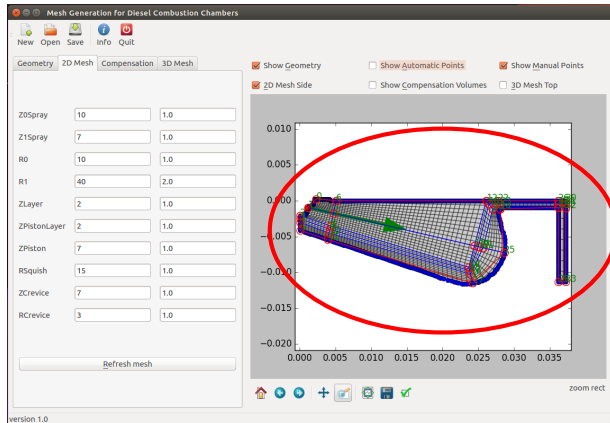 Mesh Generation for Diesel Combustion Chambers
New Open Save Info Quit
Geometry 2D Mesh Compensation 3D Mesh
Show Geometry Show Automatic Points Show Manual Points
2D Mesh Side Show Compensation Volumes 3D Mesh Top
Z0Spray 10 1.0
Z1Spray 7 1.0
R0 10 1.0
R1 40 2.0
ZLayer 2 1.0
ZPistonLayer 2 1.0
ZPiston 7 1.0
RSquish 15 1.0
ZCrevice 7 1.0
RCrevice 3 1.0
Refresh mesh
0.010
0.005
0.000
−0.005
−0.010
−0.015
−0.020
0.000 0.005 0.010 0.015 0.020 0.025 0.030 0.035
zoom rect
version 1.0